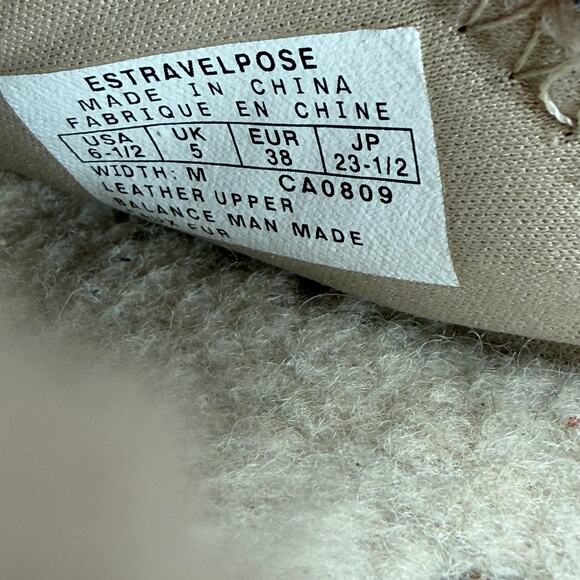 ESTRAVELPOSE
MADE IN CHINA
FABRIQUE EN CHINE
USA UK EUR JP
6-1/2 5 38 23-1/2
WIDTH: M CA0809
LEATHER UPPER
BALANCE MAN MADE
FUR